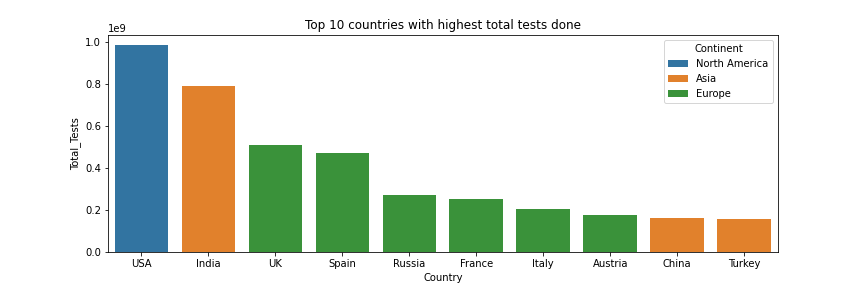 Top 10 countries with highest total tests done
1e9
Continent
North America
Asia
Europe
1.0
0.8
0.6
0.4
0.2
0.0
Total_Tests
USA India UK Spain Russia France Italy Austria China Turkey
Country